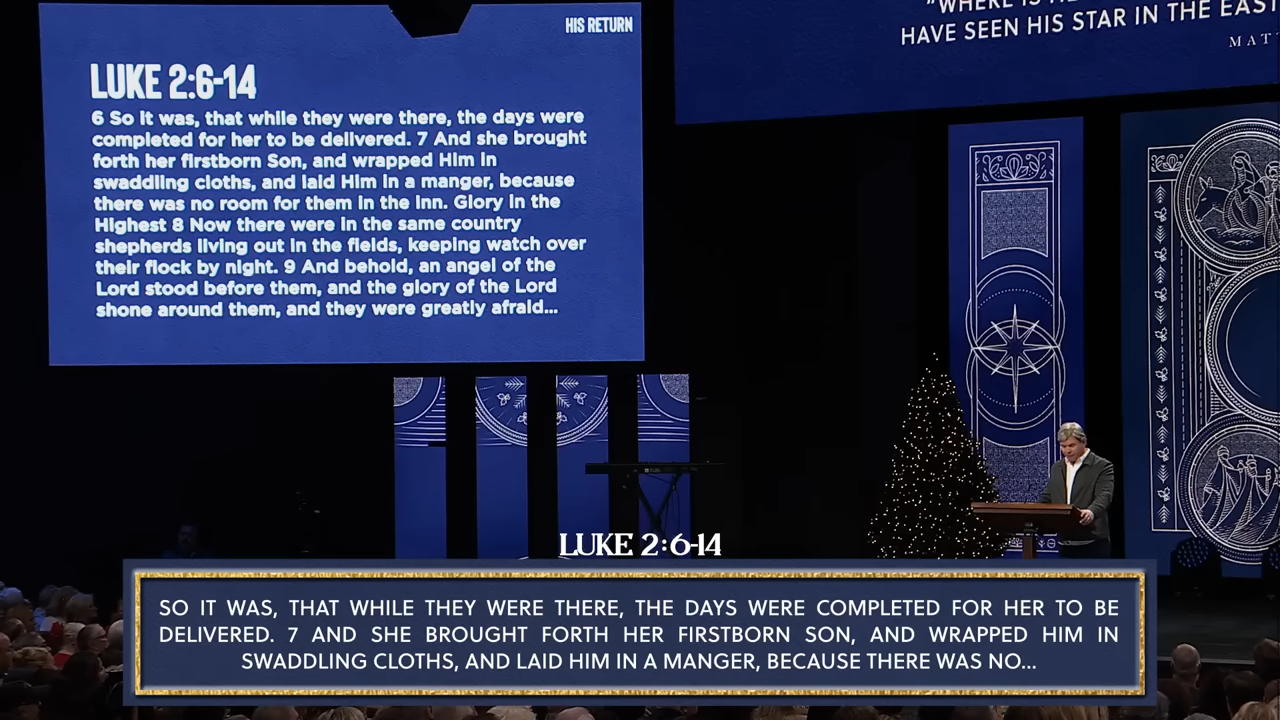 HIS RETURN
LUKE 2:6-14
6 So it was, that while they were there, the days were
completed for her to be delivered. 7 And she brought
forth her firstborn Son, and wrapped Him in
swaddling cloths, and laid Him in a manger, because
there was no room for them in the inn. Glory in the
Highest 8 Now there were in the same country
shepherds living out in the fields, keeping watch over
their flock by night. 9 And behold, an angel of the
Lord stood before them, and the glory of the Lord
shone around them, and they were greatly afraid...
"WHERE IS
HAVE SEEN HIS STAR IN THE EAST
LUKE 2:6-14
SO IT WAS, THAT WHILE THEY WERE THERE, THE DAYS WERE COMPLETED FOR HER TO BE
DELIVERED. 7 AND SHE BROUGHT FORTH HER FIRSTBORN SON, AND WRAPPED HIM IN
SWADDLING CLOTHS, AND LAID HIM IN A MANGER, BECAUSE THERE WAS NO...